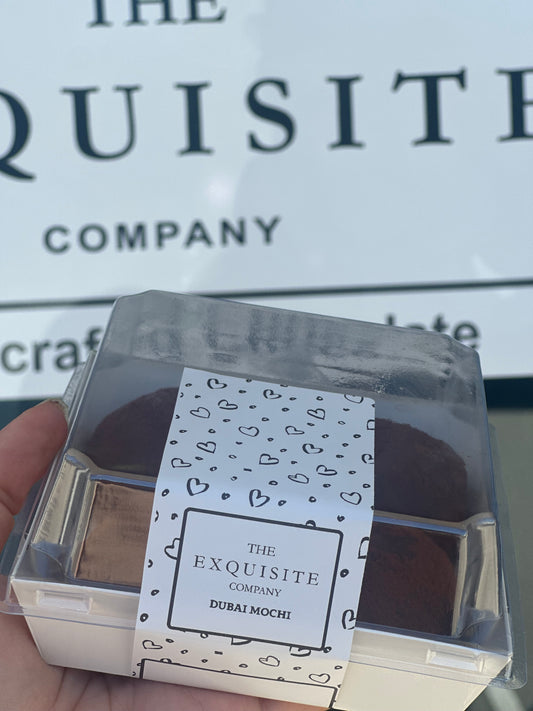 THE
QUISITE
COMPANY
THE
EXQUISITE
COMPANY
DUBAI MOCHI